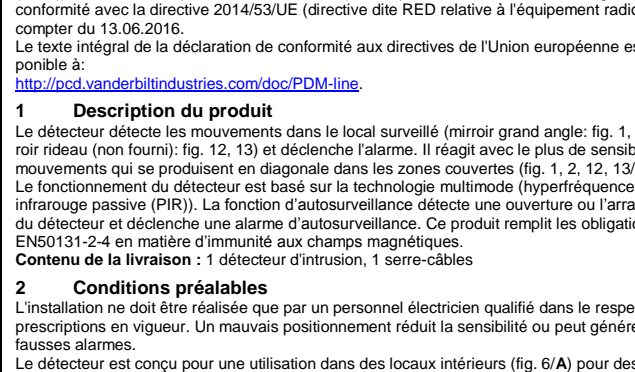 conformité avec la directive 2014/53/UE (directive dite RED relative à l'équipement
compter du 13.06.2016.
Le texte intégral de la déclaration de conformité aux directives de l'Union européenne
ponible à:
http://pcd.vanderbiltindustries.com/doc/PDM-line.
1 Description du produit
Le détecteur détecte les mouvements dans le local surveillé (mirroir grand angle: fig. 1,
roir rideau (non fourni): fig. 12, 13) et déclenche l'alarme. Il réagit avec le plus de
mouvements qui se produisent en diagonale dans les zones couvertes (fig. 1, 2, 12, 13/
Le fonctionnement du détecteur est basé sur la technologie multimode (hyperfréquence
infrarouge passive (PIR)). La fonction d'autosurveillance détecte une ouverture ou
du détecteur et déclenche une alarme d'autosurveillance. Ce produit remplit les
EN50131-2-4 en matière d'immunité aux champs magnétiques.
Contenu de la livraison : 1 détecteur d'intrusion, 1 serre-câbles
2 Conditions préalables
L'installation ne doit être réalisée que par un personnel électricien qualifié dans le
prescriptions en vigueur. Un mauvais positionnement réduit la sensibilité ou peut
fausses alarmes.
Le détecteur est conçu pour une utilisation dans des locaux intérieurs (fig. 6/A) pour des